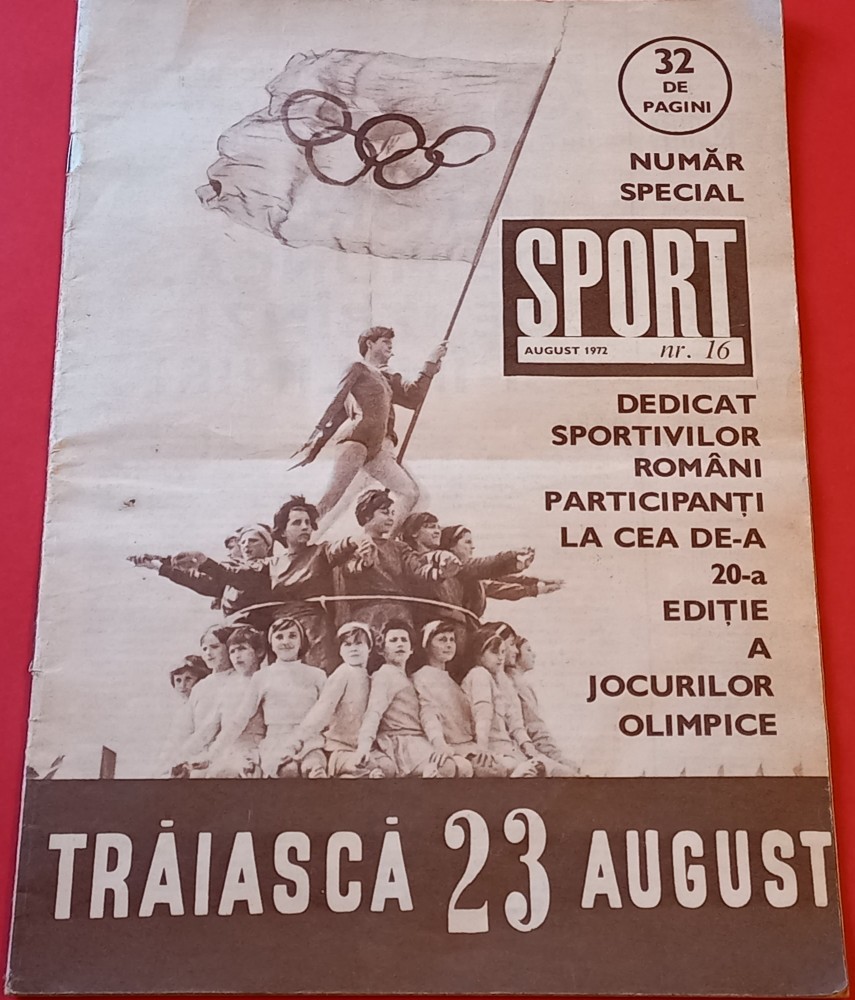 32
DE
PAGINI
NUMĂR
SPECIAL
SPORT
AUGUST 1972 nr. 16
DEDICAT
SPORTIVILOR
ROMÂNI
PARTICIPANȚI
LA CEA DE-A
20-a
EDIȚIE
A
JOCURILOR
OLIMPICE
TRĂIASCĂ 23 AUGUST